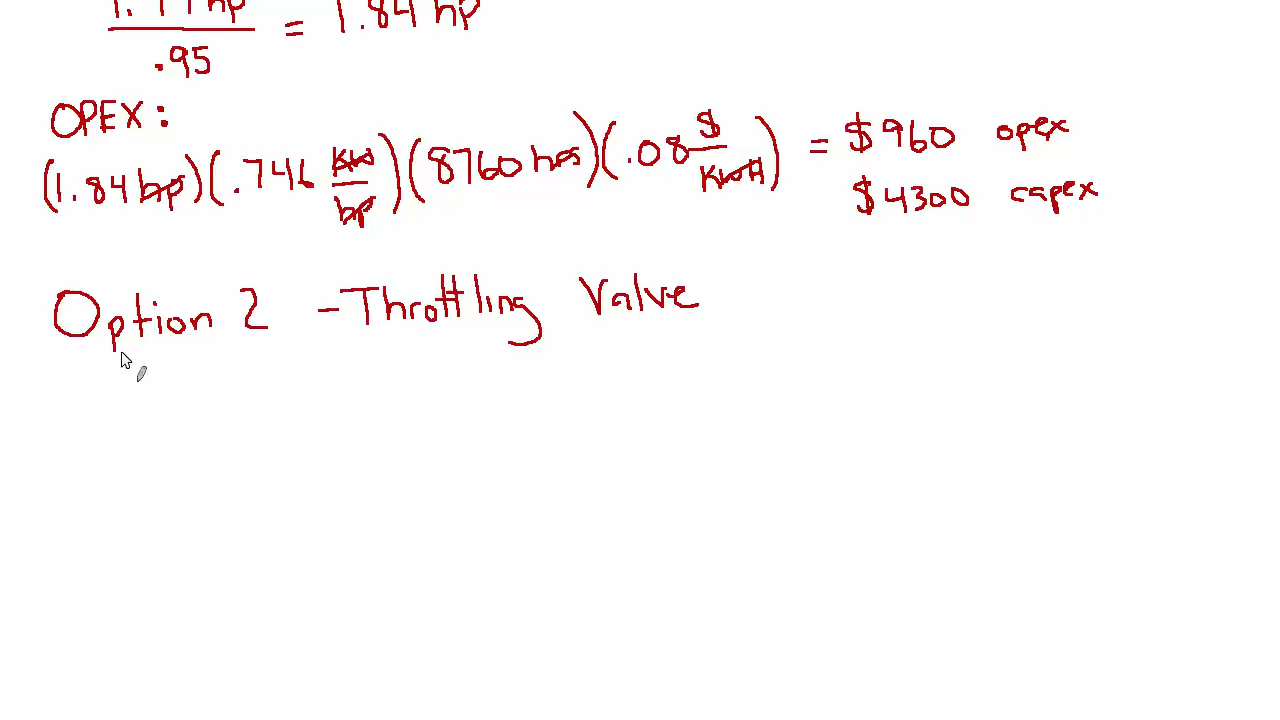 .95
= 1.84 hp
OPEX:
(1.84 hp)(.746 KW/hp)(8760 hrs)(.08 $/KWH) = $960 opex
$4300 capex
Option 2 - Throttling Valve